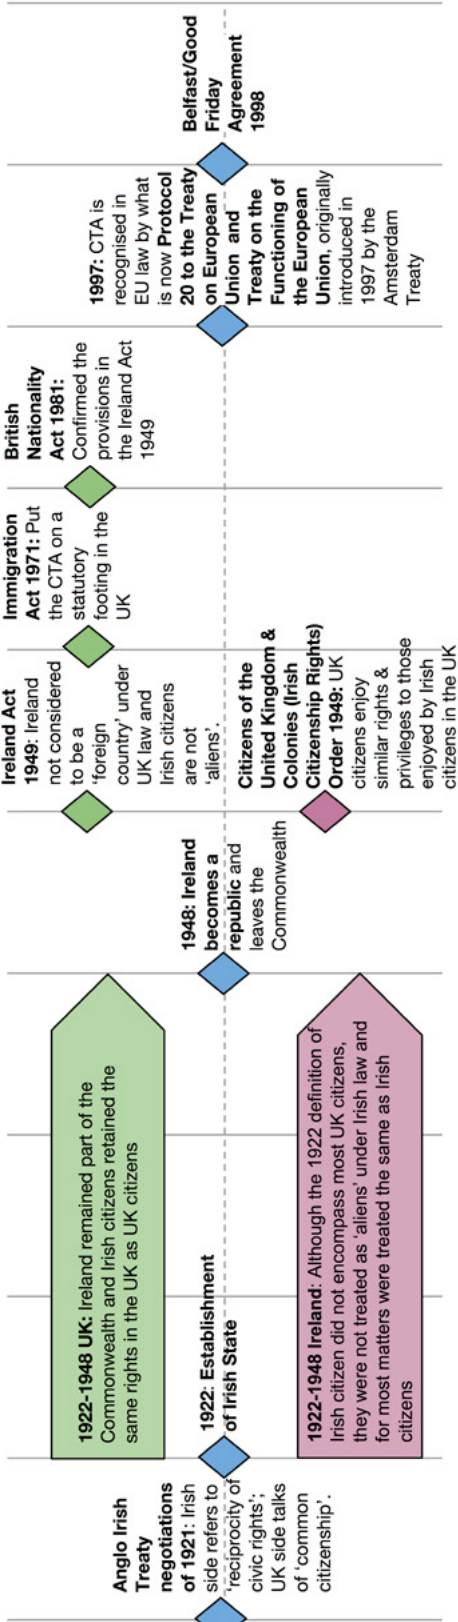 Anglo Irish
Treaty
negotiations
of 1921: Irish
side refers to
'reciprocity of
civic rights';
UK side talks
of 'common
citizenship'.
1922-1948 UK: Ireland remained part of the
Commonwealth and Irish citizens retained the
same rights in the UK as UK citizens
1922: Establishment
of Irish State
1922-1948 Ireland: Although the 1922 definition of
Irish citizen did not encompass most UK citizens,
they were not treated as 'aliens' under Irish law and
for most matters were treated the same as Irish
citizens
1948: Ireland
becomes a
republic and
leaves the
Commonwealth
Ireland Act
1949: Ireland
not considered
to be a
'foreign
country' under
UK law and
Irish citizens
are not
'aliens'.
Citizens of the
United Kingdom &
Colonies (Irish
Citizenship Rights)
Order 1949: UK
citizens enjoy
similar rights &
privileges to those
enjoyed by Irish
citizens in the UK
Immigration
Act 1971: Put
the CTA on a
statutory
footing in the
UK
British
Nationality
Act 1981:
Confirmed the
provisions in
the Ireland Act
1949
1997: CTA is
recognised in
EU law by what
is now Protocol
20 to the Treaty
on European
Union and
Treaty on the
Functioning of
the European
Union, originally
introduced in
1997 by the
Amsterdam
Treaty
Belfast/Good
Friday
Agreement
1998